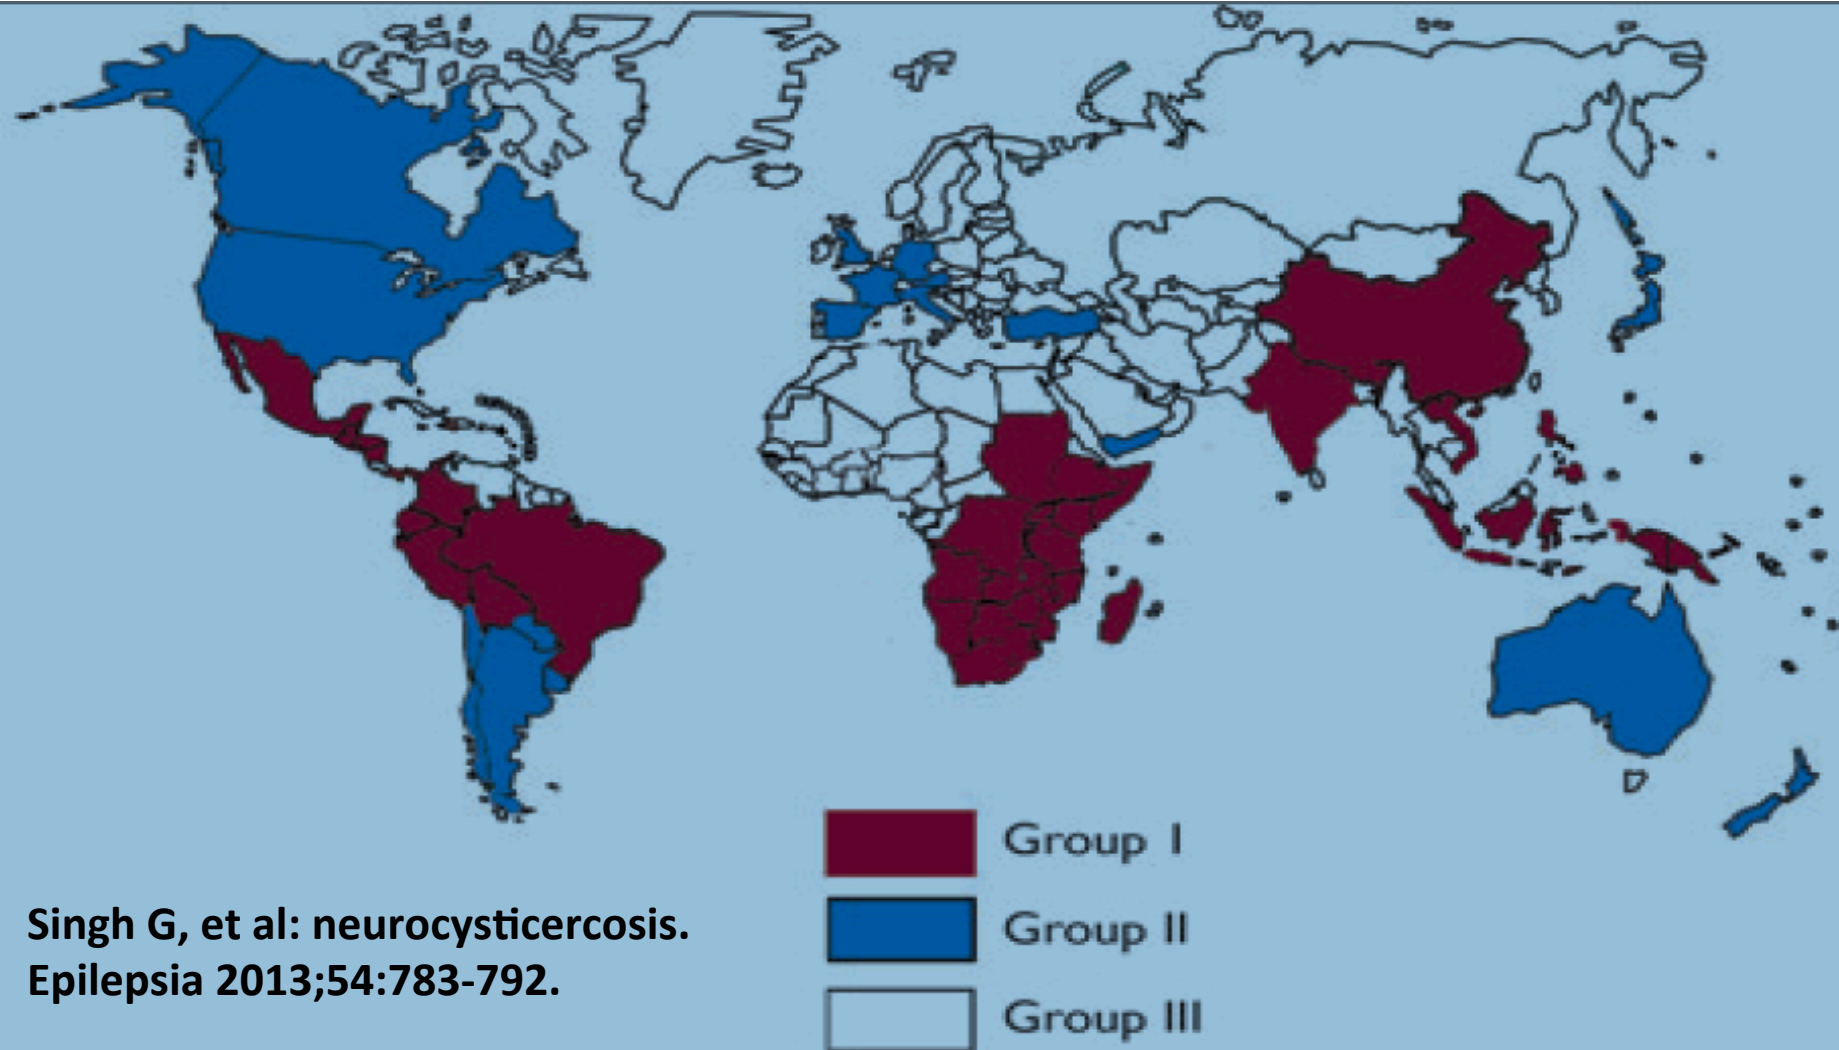 Group I
Group II
Group III
Singh G, et al: neurocysticercosis.
Epilepsia 2013;54:783-792.